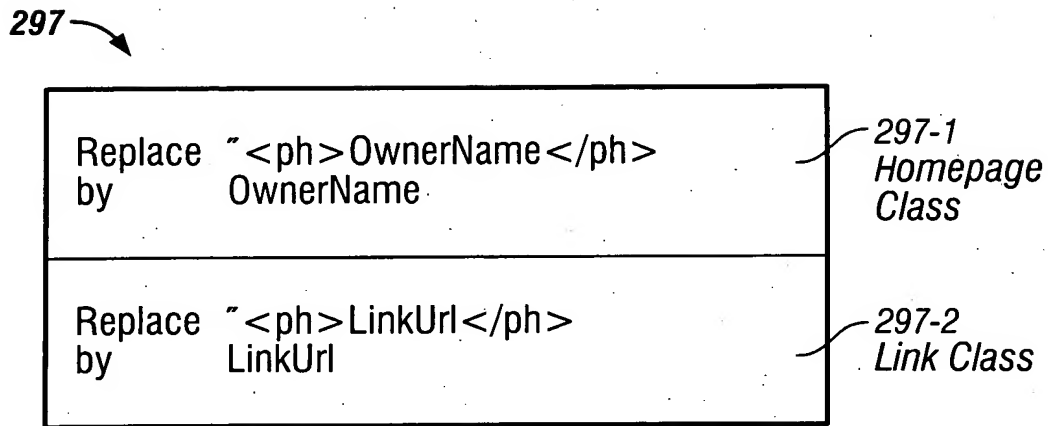 297
Replace ″<ph>OwnerName</ph>
by OwnerName
297-1
Homepage
Class
Replace ″<ph>LinkUrl</ph>
by LinkUrl
297-2
Link Class